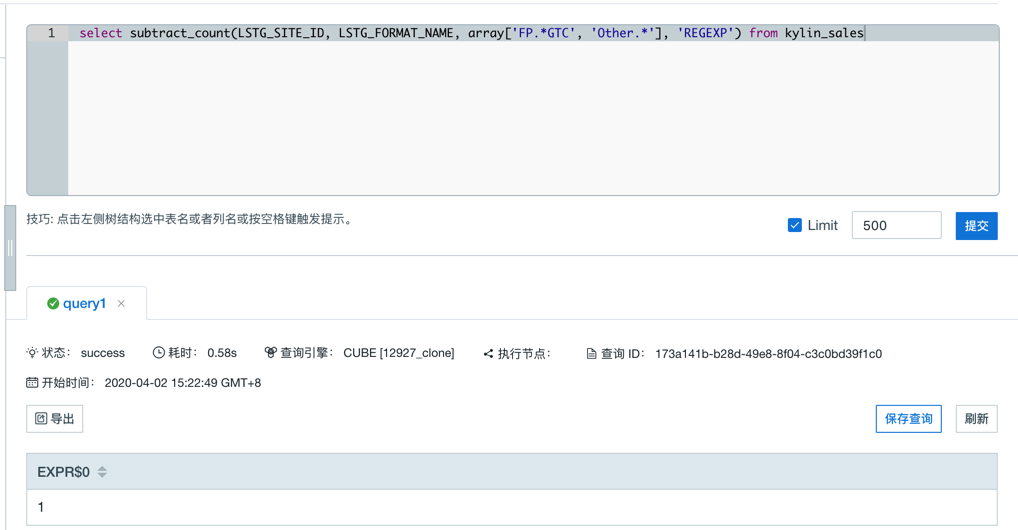 1 select subtract_count(LSTG_SITE_ID, LSTG_FORMAT_NAME, array['FP.*GTC', 'Other.*'], 'REGEXP') from kylin_sales
技巧: 点击左侧树结构选中表名或者列名或按空格键触发提示。
Limit 500 提交
query1
状态： success 耗时： 0.58s 查询引擎： CUBE [12927_clone] 执行节点： 查询 ID： 173a141b-b28d-49e8-8f04-c3c0bd39f1c0
开始时间： 2020-04-02 15:22:49 GMT+8
导出 保存查询 刷新
EXPR$0
1